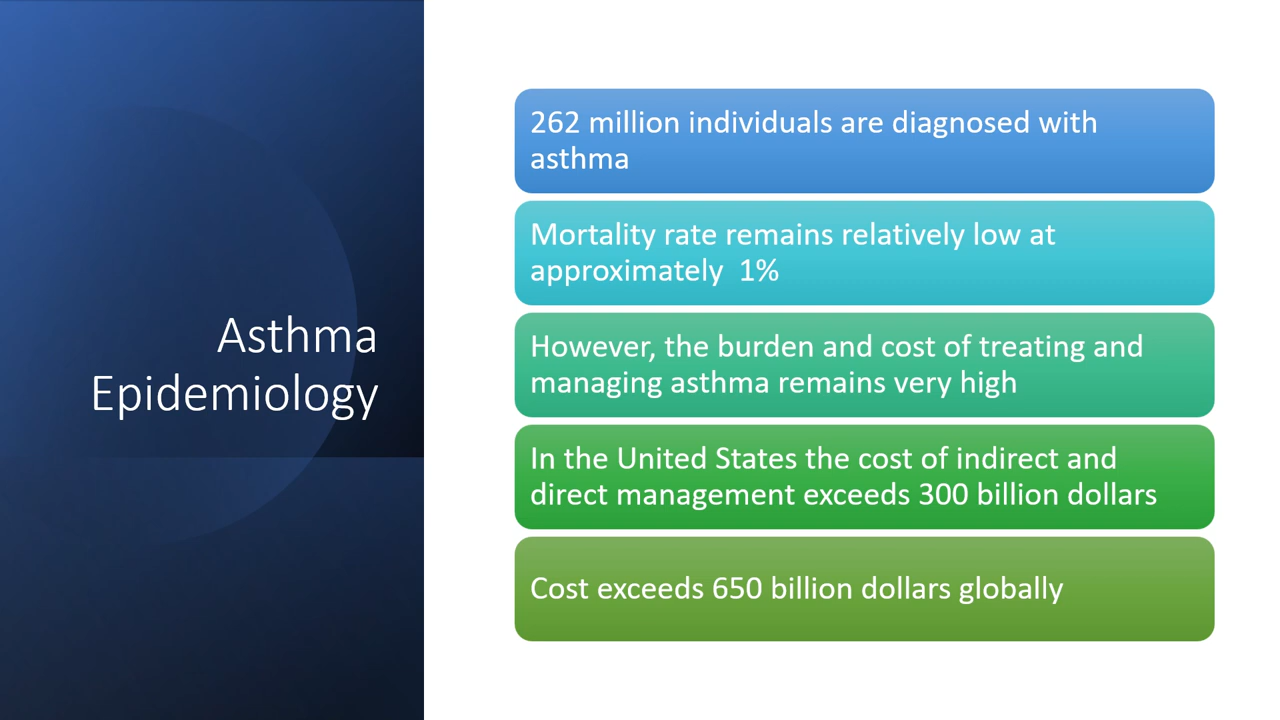 Asthma
Epidemiology
262 million individuals are diagnosed with
asthma
Mortality rate remains relatively low at
approximately  1%
However, the burden and cost of treating and
managing asthma remains very high
In the United States the cost of indirect and
direct management exceeds 300 billion dollars
Cost exceeds 650 billion dollars globally